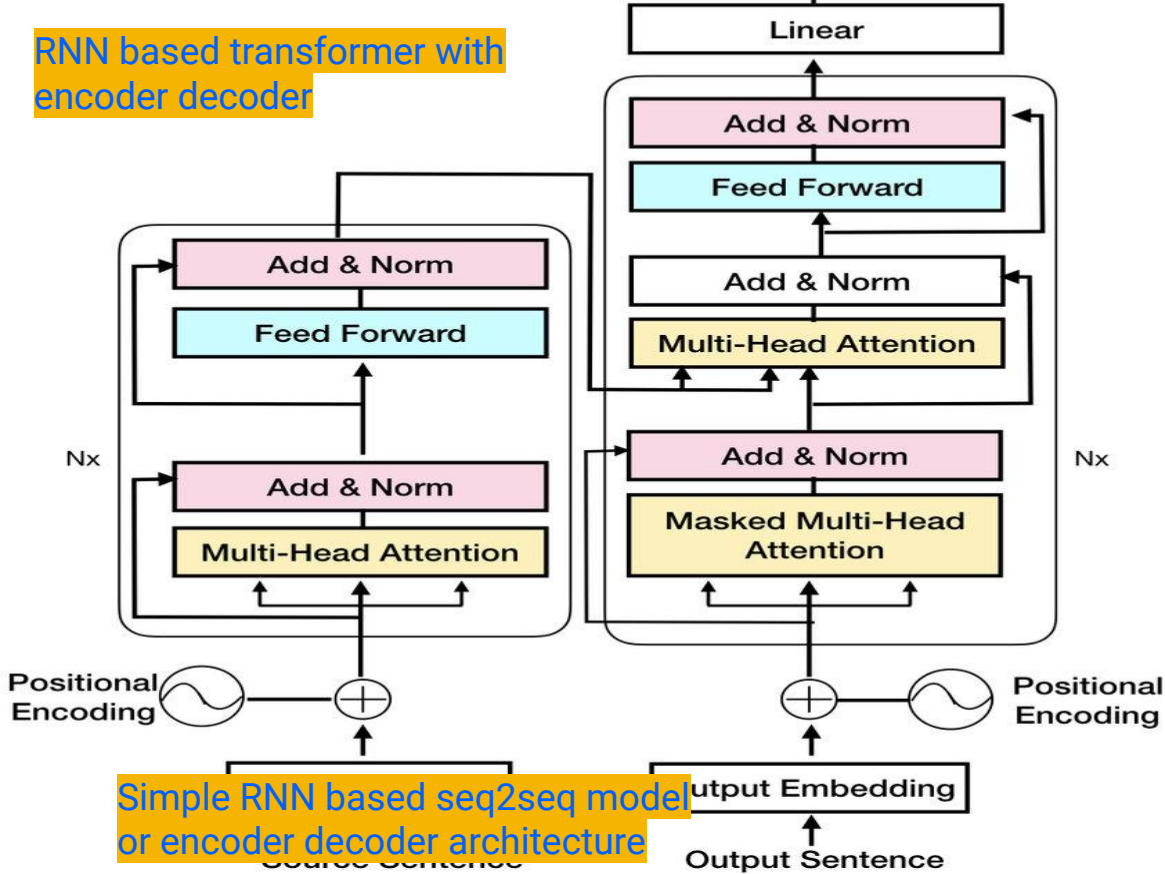 RNN based transformer with
encoder decoder
Linear
Add & Norm
Feed Forward
Add & Norm
Multi-Head Attention
Add & Norm
Masked Multi-Head
Attention
Nx
Add & Norm
Feed Forward
Add & Norm
Multi-Head Attention
Nx
Positional
Encoding
Positional
Encoding
Simple RNN based seq2seq model
or encoder decoder architecture
utput Embedding
Output Sentence